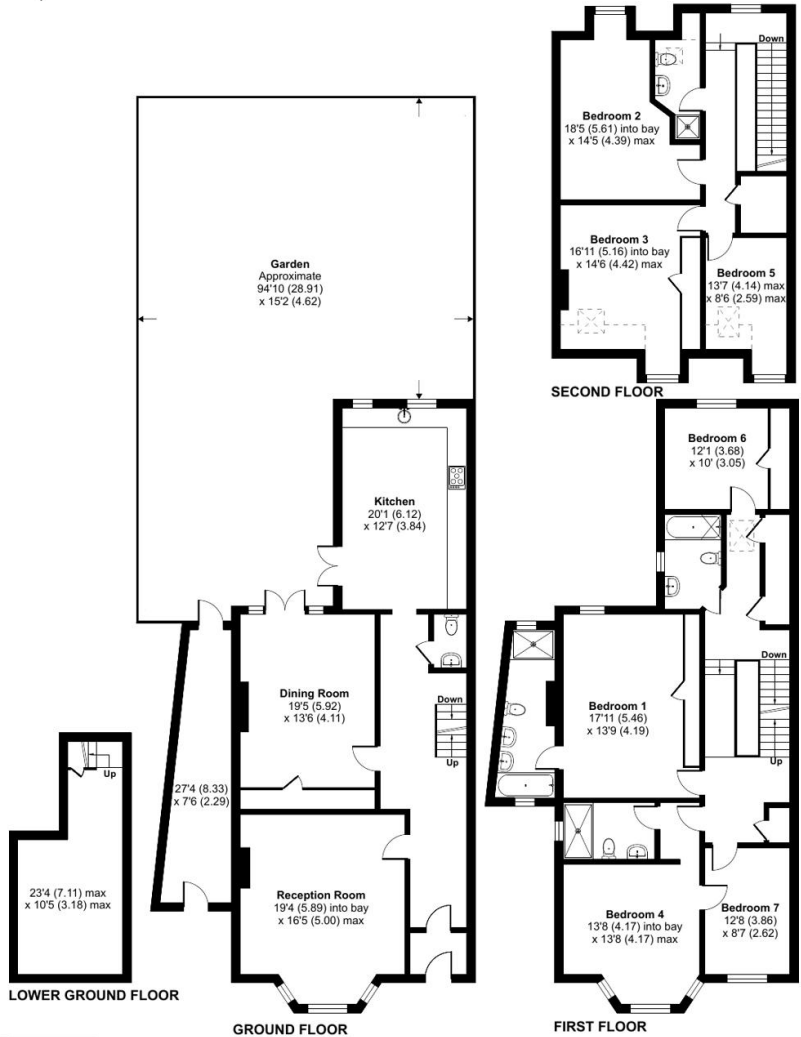 Down
Bedroom 2
18'5 (5.61) into bay
x 14'5 (4.39) max
Bedroom 3
16'11 (5.16) into bay
x 14'6 (4.42) max
Bedroom 5
13'7 (4.14) max
x 8'6 (2.59) max
SECOND FLOOR
Garden
Approximate
94'10 (28.91)
x 15'2 (4.62)
Kitchen
20'1 (6.12)
x 12'7 (3.84)
Dining Room
19'5 (5.92)
x 13'6 (4.11)
Down
Up
27'4 (8.33)
x 7'6 (2.29)
Reception Room
19'4 (5.89) into bay
x 16'5 (5.00) max
GROUND FLOOR
Up
23'4 (7.11) max
x 10'5 (3.18) max
LOWER GROUND FLOOR
Bedroom 6
12'1 (3.68)
x 10' (3.05)
Bedroom 1
17'11 (5.46)
x 13'9 (4.19)
Down
Up
Bedroom 4
13'8 (4.17) into bay
x 13'8 (4.17) max
Bedroom 7
12'8 (3.86)
x 8'7 (2.62)
FIRST FLOOR